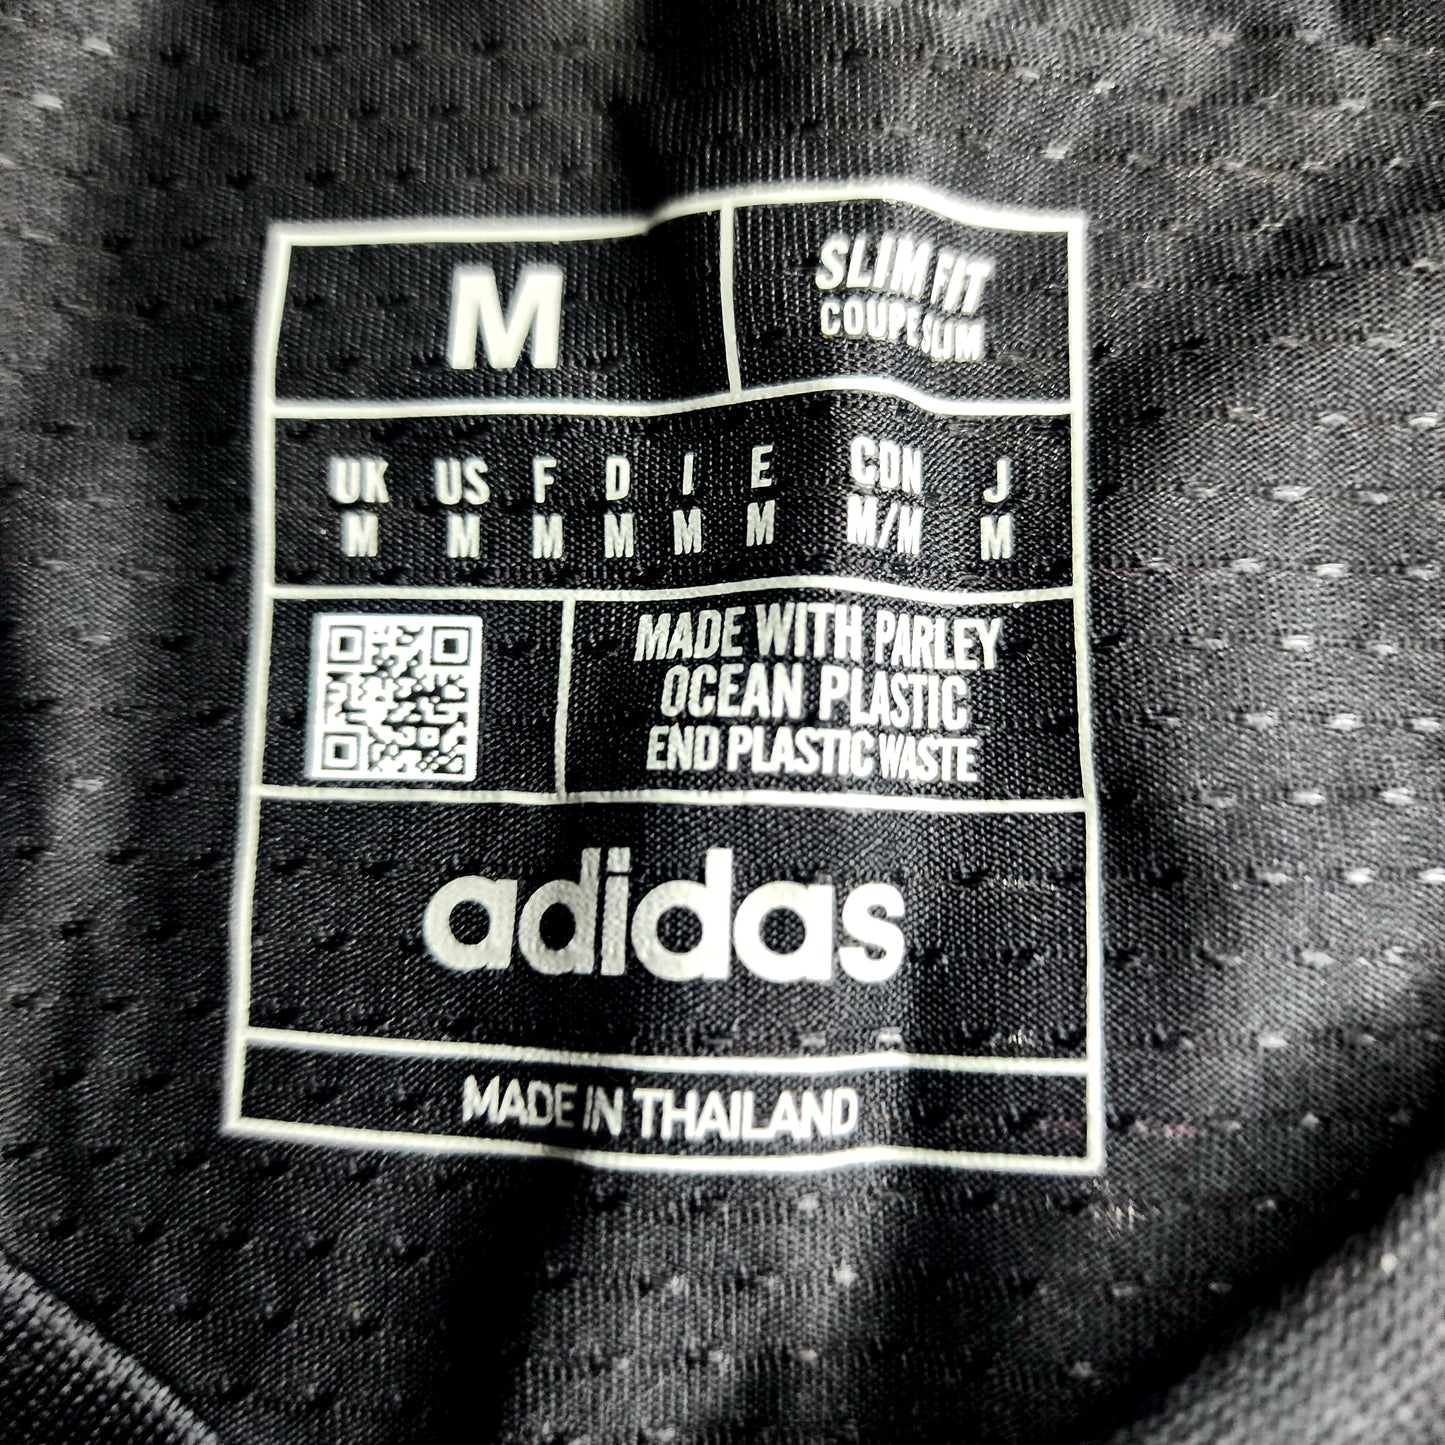 M
SLIM FIT
COUPE SLIM
UK US F D I E CDN J
M M M M M M M/M M
MADE WITH PARLEY
OCEAN PLASTIC
END PLASTIC WASTE
adidas
MADE IN THAILAND